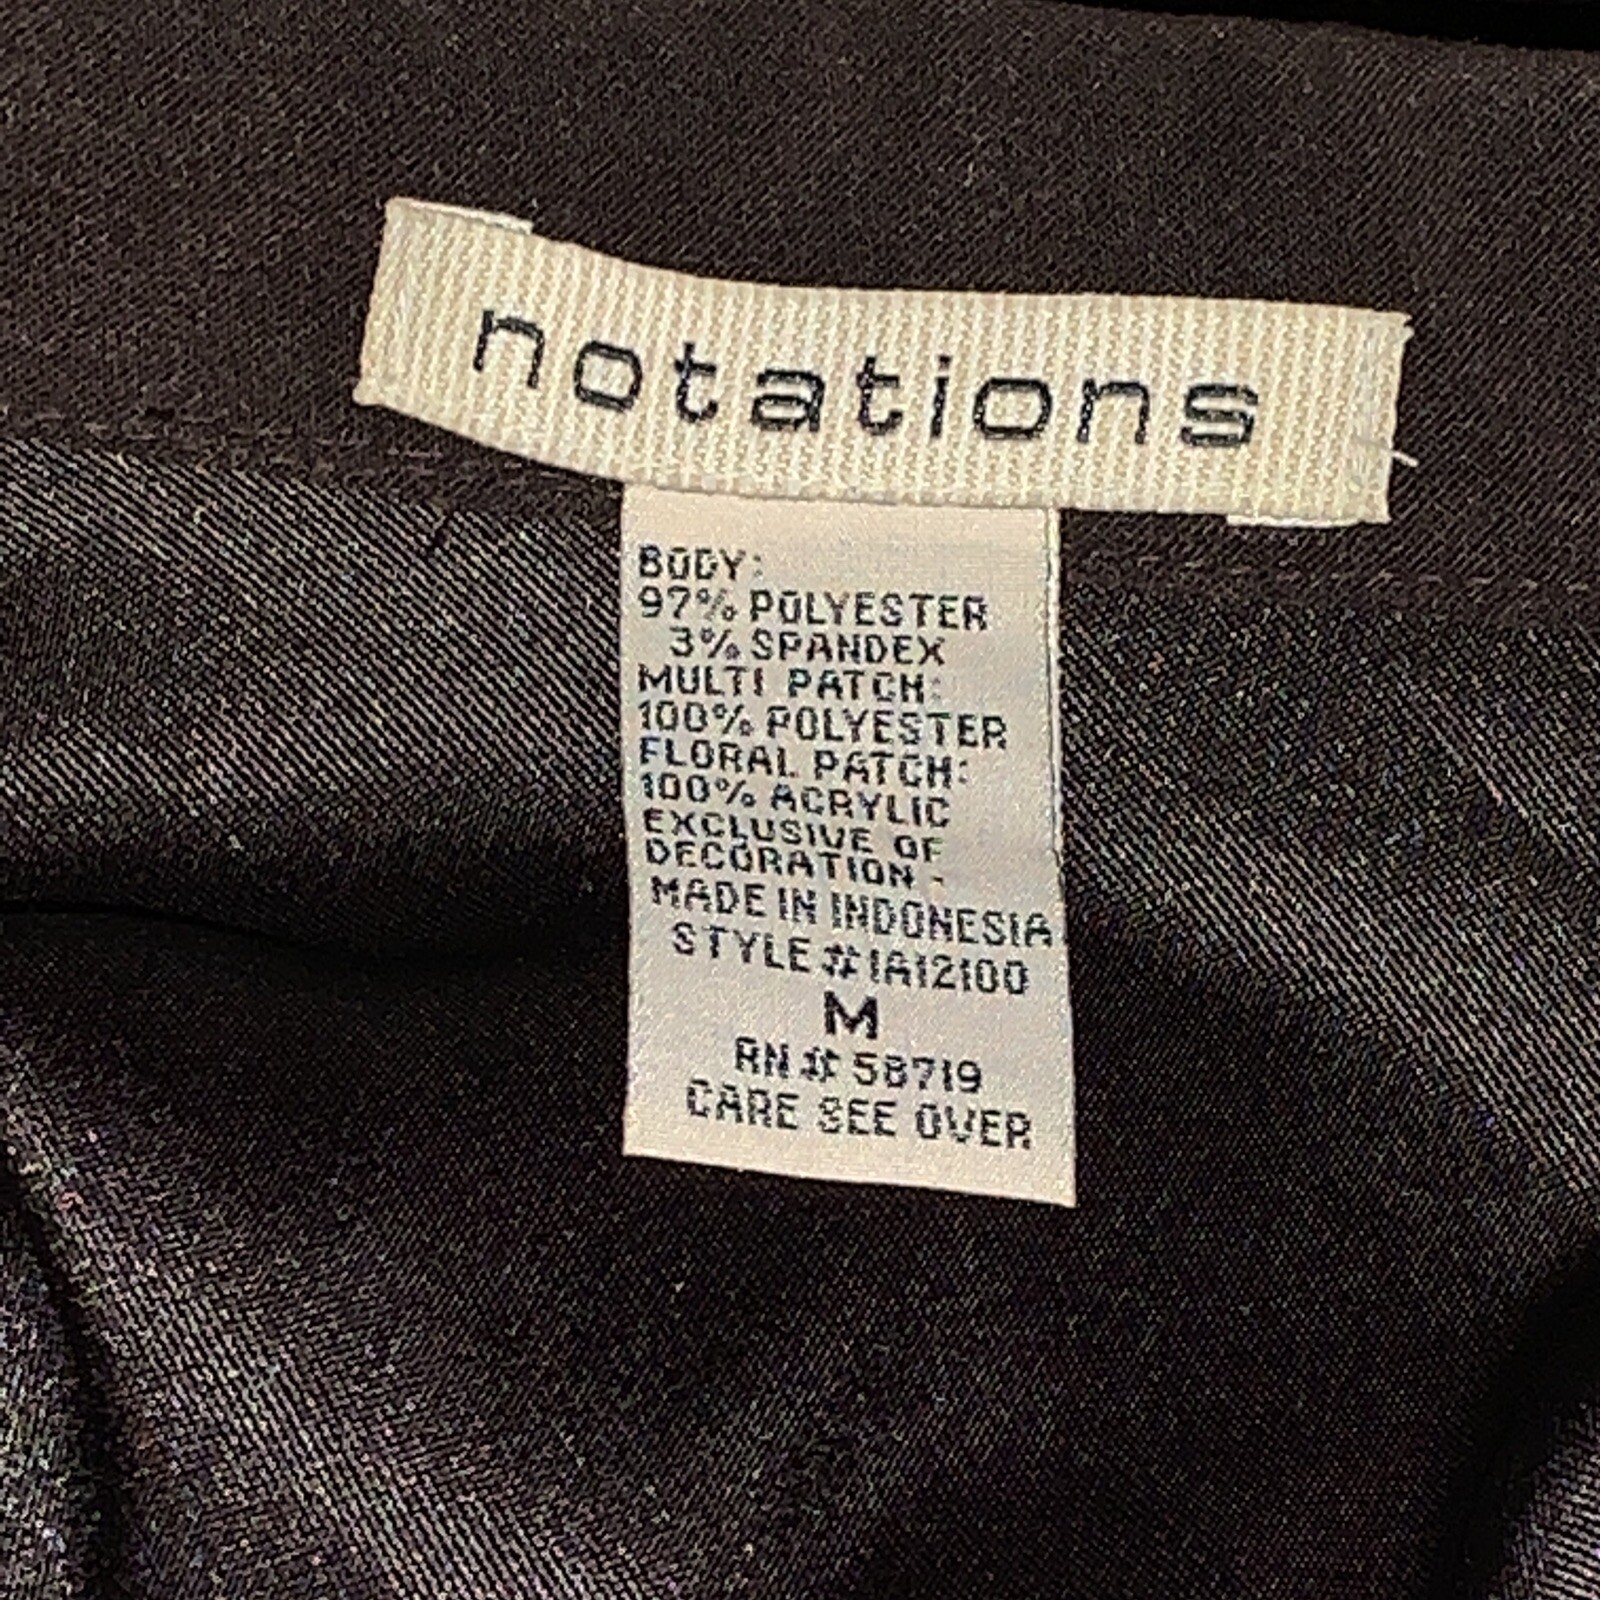 notations
BODY:
97% POLYESTER
3% SPANDEX
MULTI PATCH:
100% POLYESTER
FLORAL PATCH:
100% ACRYLIC
EXCLUSIVE OF
DECORATION -
MADE IN INDONESIA
STYLE #1A12100
M
RN # 58719
CARE SEE OVER